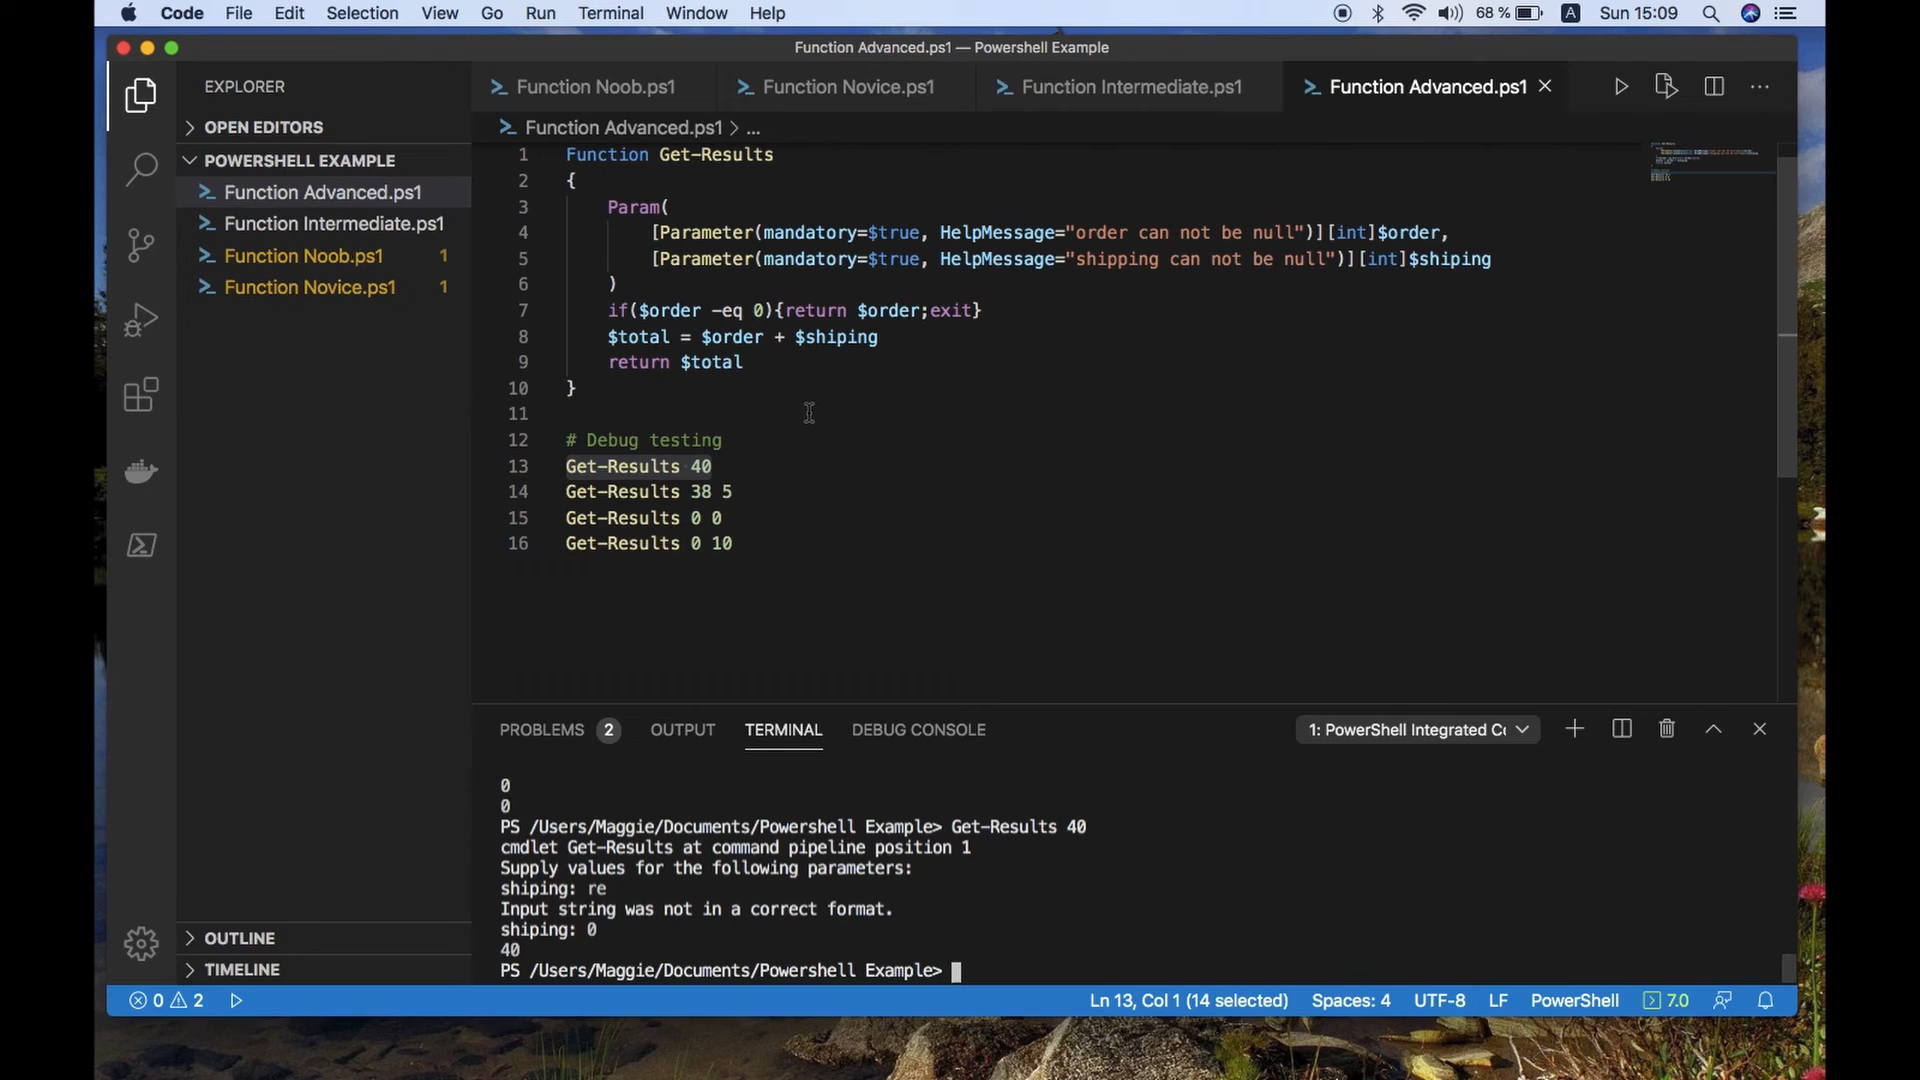 Code File Edit Selection View Go Run Terminal Window Help 68 % A Sun 15:09
Function Advanced.ps1 — Powershell Example
EXPLORER
OPEN EDITORS
POWERSHELL EXAMPLE
Function Advanced.ps1
Function Intermediate.ps1
Function Noob.ps1 1
Function Novice.ps1 1
OUTLINE
TIMELINE
Function Noob.ps1 Function Novice.ps1 Function Intermediate.ps1 Function Advanced.ps1
Function Advanced.ps1 > ...
1 Function Get-Results
2 {
3 Param(
4 [Parameter(mandatory=$true, HelpMessage="order can not be null")][int]$order,
5 [Parameter(mandatory=$true, HelpMessage="shipping can not be null")][int]$shiping
6 )
7 if($order -eq 0){return $order;exit}
8 $total = $order + $shiping
9 return $total
10 }
11
12 # Debug testing
13 Get-Results 40
14 Get-Results 38 5
15 Get-Results 0 0
16 Get-Results 0 10
PROBLEMS 2 OUTPUT TERMINAL DEBUG CONSOLE 1: PowerShell Integrated Cc
0
0
PS /Users/Maggie/Documents/Powershell Example> Get-Results 40
cmdlet Get-Results at command pipeline position 1
Supply values for the following parameters:
shiping: re
Input string was not in a correct format.
shiping: 0
40
PS /Users/Maggie/Documents/Powershell Example>
0 2 Ln 13, Col 1 (14 selected) Spaces: 4 UTF-8 LF PowerShell 7.0